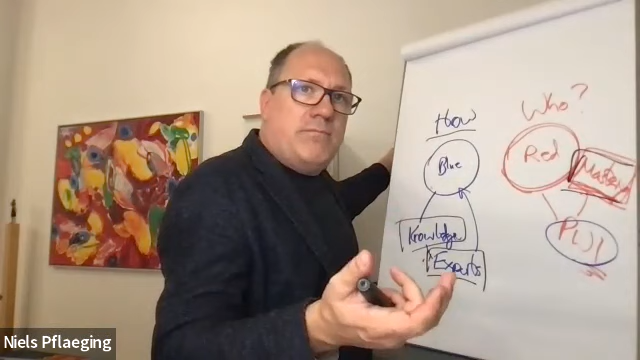 How
Who?
Blue
Red
Mastery
Knowledge
Experts
Niels Pflaeging